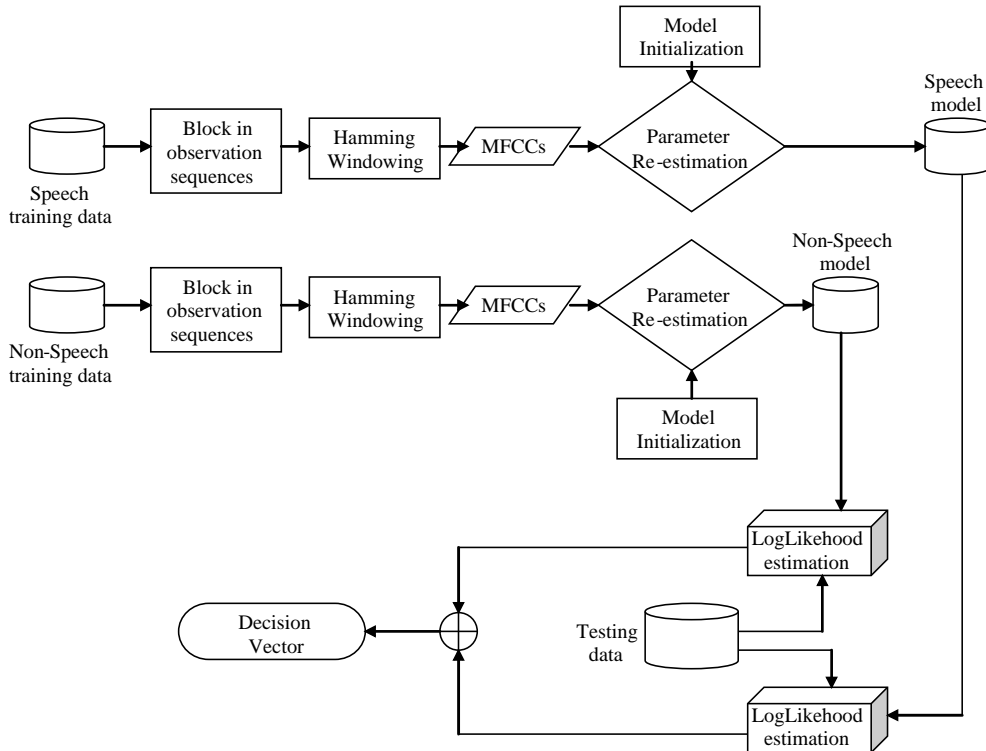 Model
Initialization
Speech
model
Block in
observation
sequences
Hamming
Windowing
MFCCs
Parameter
Re-estimation
Speech
training data
Non-Speech
model
Block in
observation
sequences
Hamming
Windowing
MFCCs
Parameter
Re-estimation
Non-Speech
training data
Model
Initialization
LogLikehood
estimation
Decision
Vector
Testing
data
LogLikehood
estimation